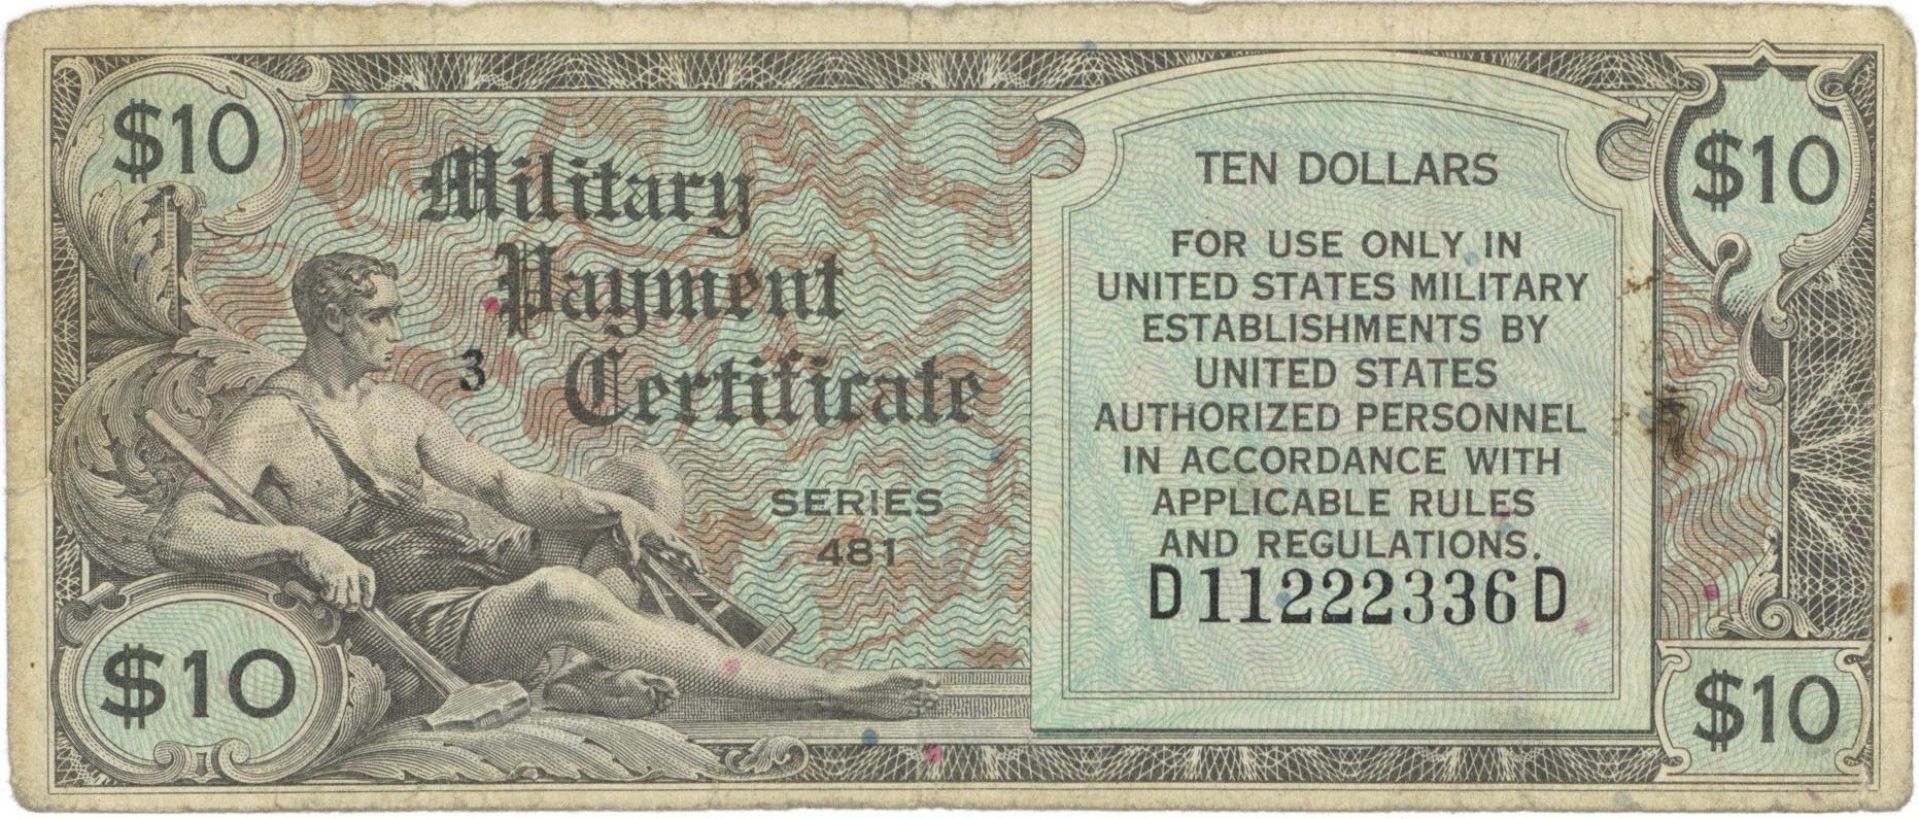 $10
$10
Military
Payment
Certificate
3
SERIES
481
TEN DOLLARS
FOR USE ONLY IN
UNITED STATES MILITARY
ESTABLISHMENTS BY
UNITED STATES
AUTHORIZED PERSONNEL
IN ACCORDANCE WITH
APPLICABLE RULES
AND REGULATIONS.
D11222336D
$10
$10